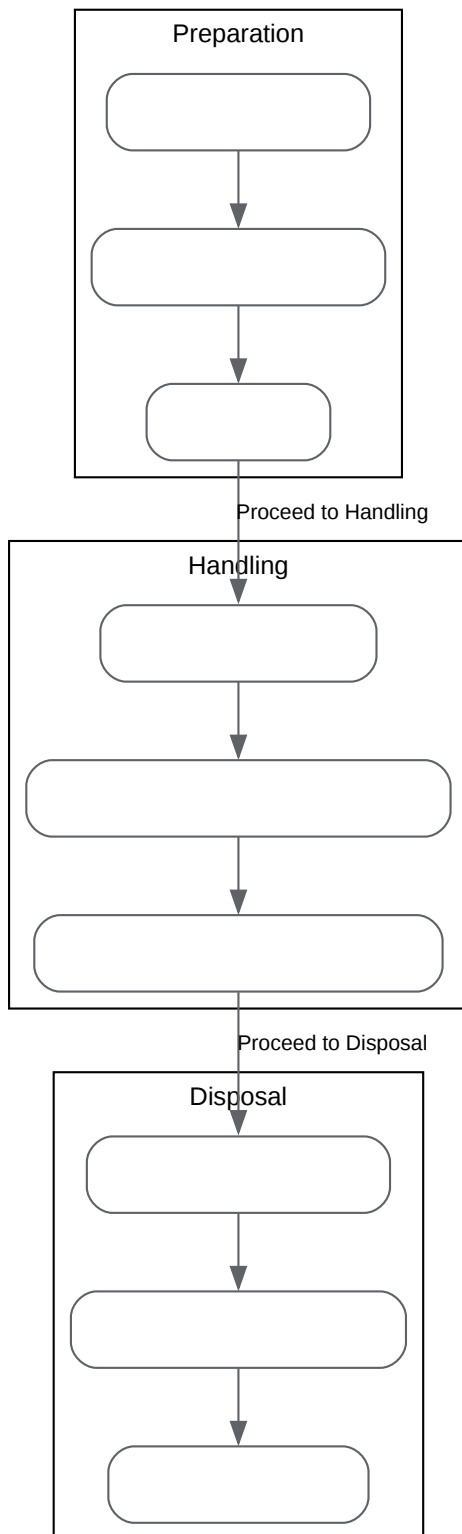 Preparation
Proceed to Handling
Handling
Proceed to Disposal
Disposal